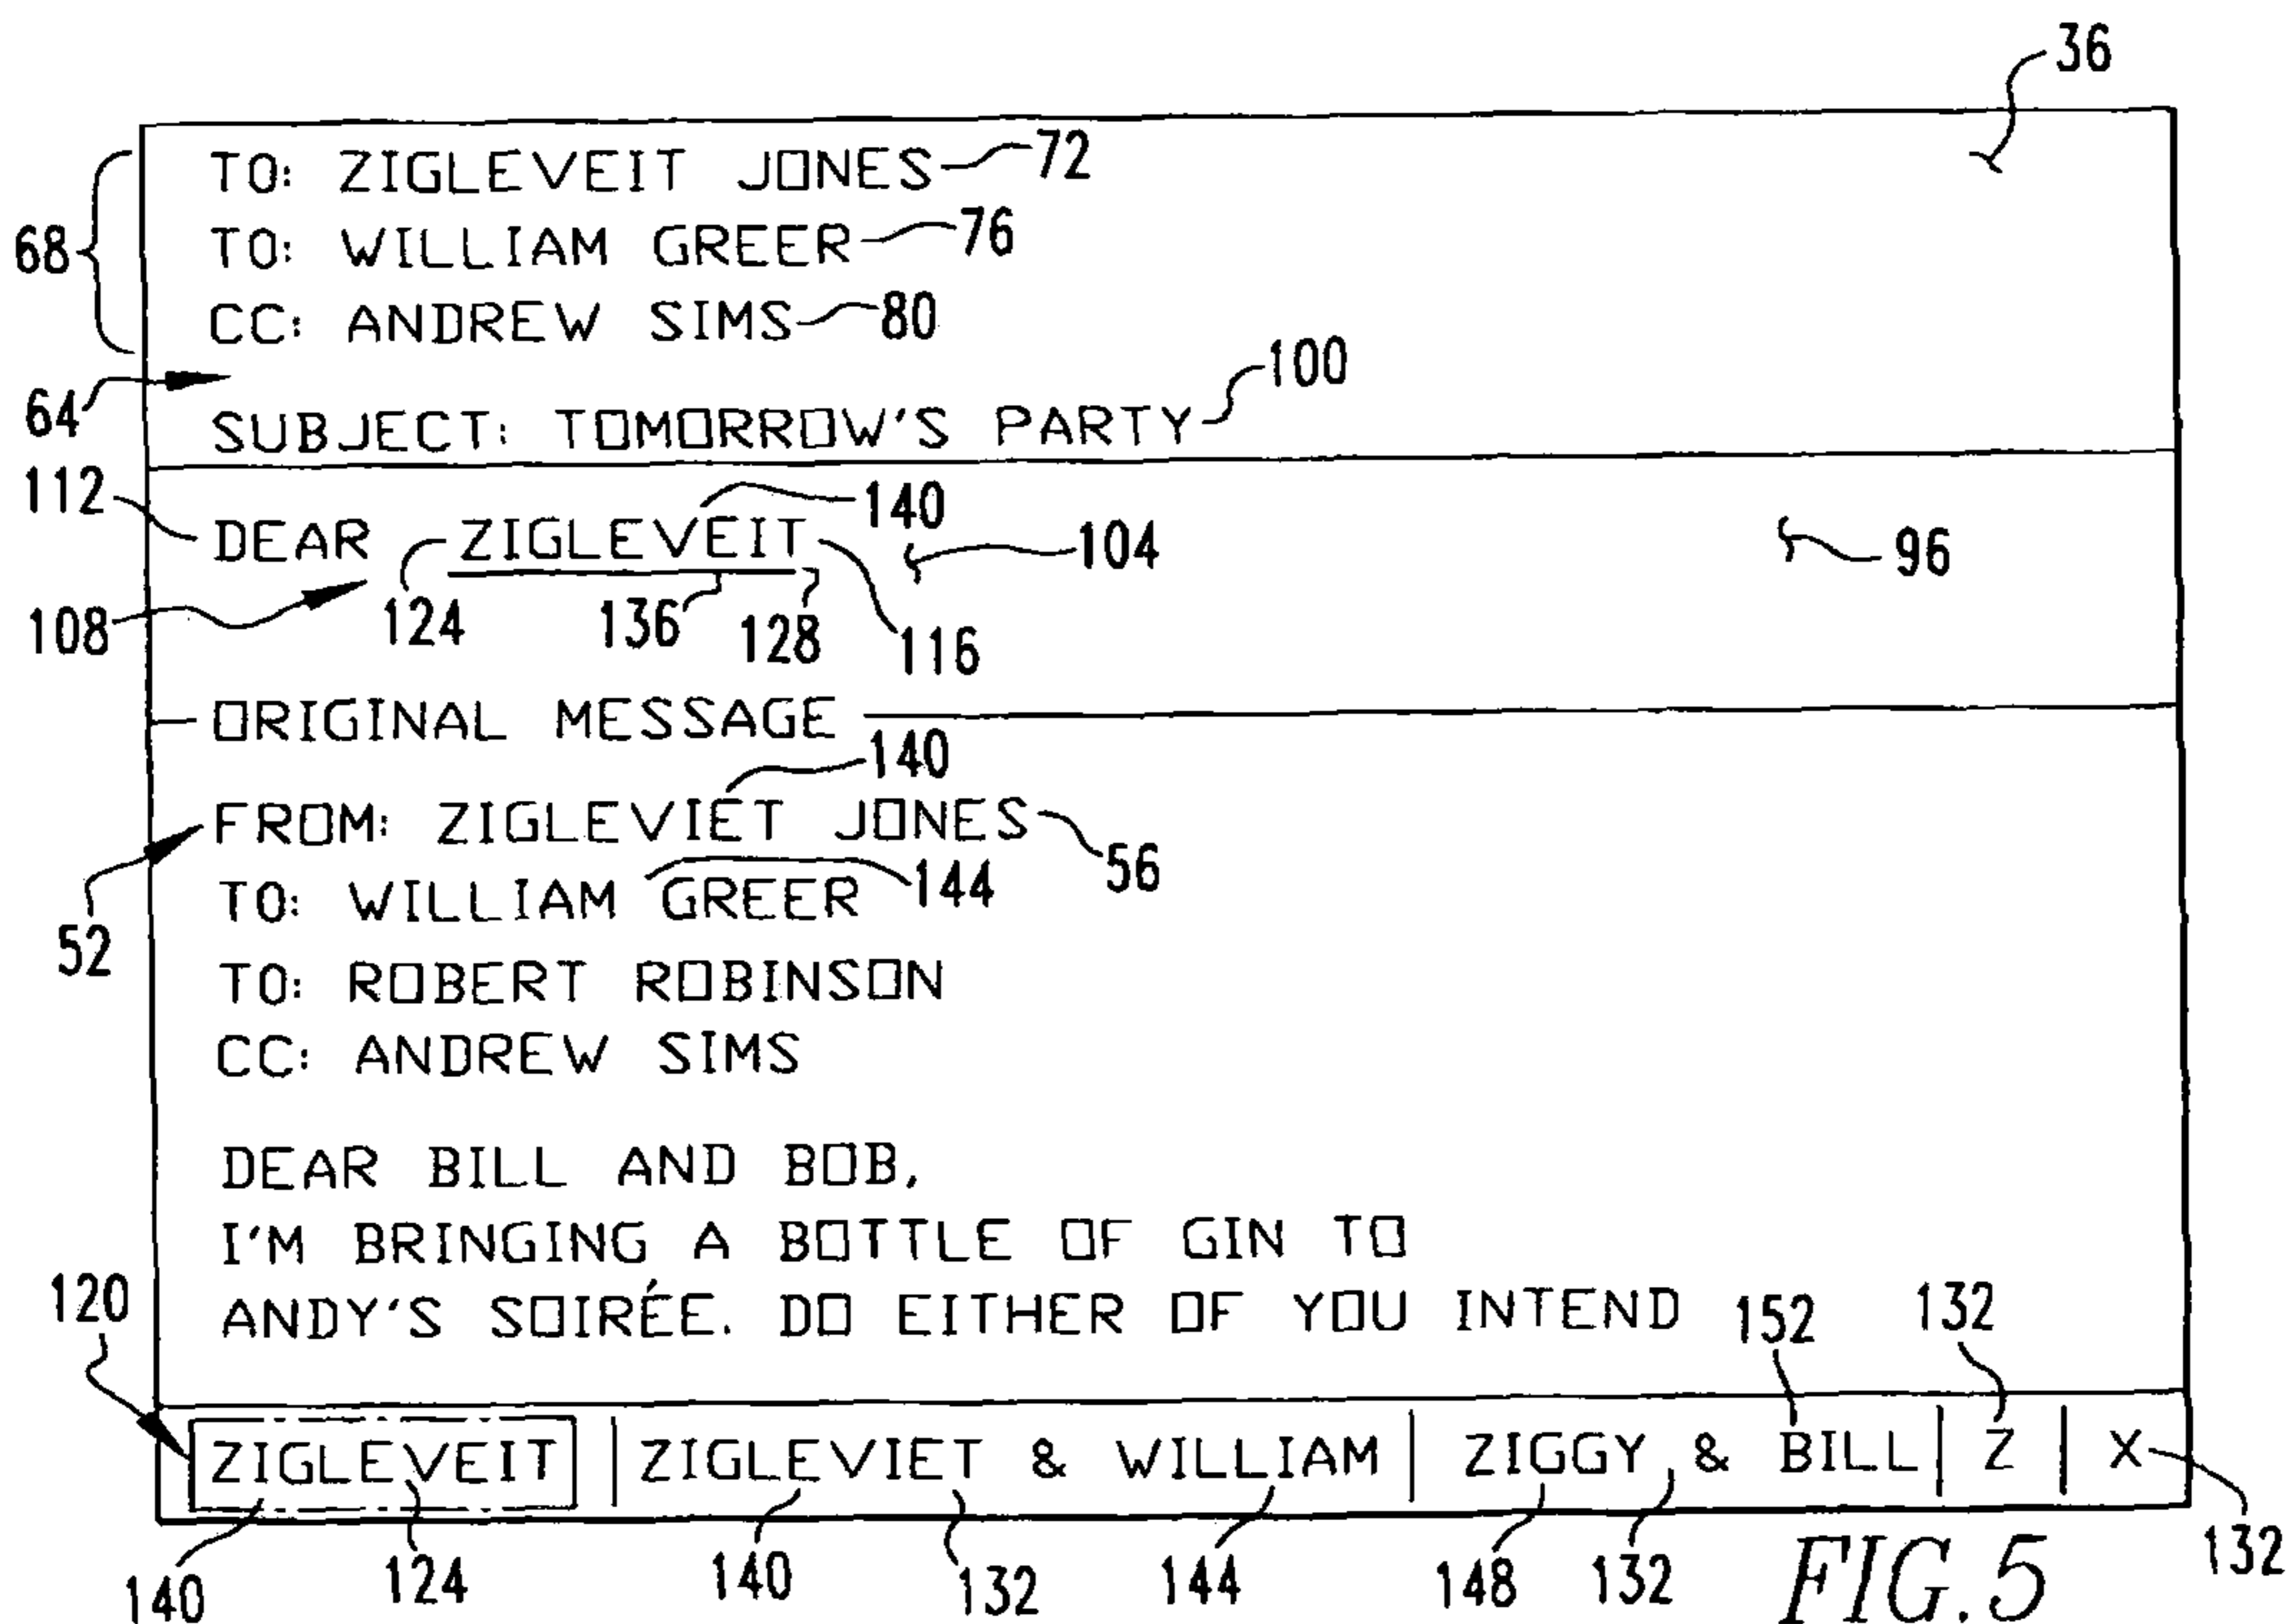 36
TO: ZIGLEVEIT JONES 72
68 TO: WILLIAM GREER 76
CC: ANDREW SIMS 80
64 100
SUBJECT: TOMORROW'S PARTY
112 140
DEAR ZIGLEVEIT 104 96
108 124 136 128 116
ORIGINAL MESSAGE
140
FROM: ZIGLEVIET JONES
52 144 56
TO: WILLIAM GREER
TO: ROBERT ROBINSON
CC: ANDREW SIMS
DEAR BILL AND BOB,
I'M BRINGING A BOTTLE OF GIN TO
120 ANDY'S SOIRÉE. DO EITHER OF YOU INTEND 152 132
ZIGLEVEIT | ZIGLEVIET & WILLIAM | ZIGGY & BILL | Z | X
140 124 140 132 144 148 132 132
FIG. 5